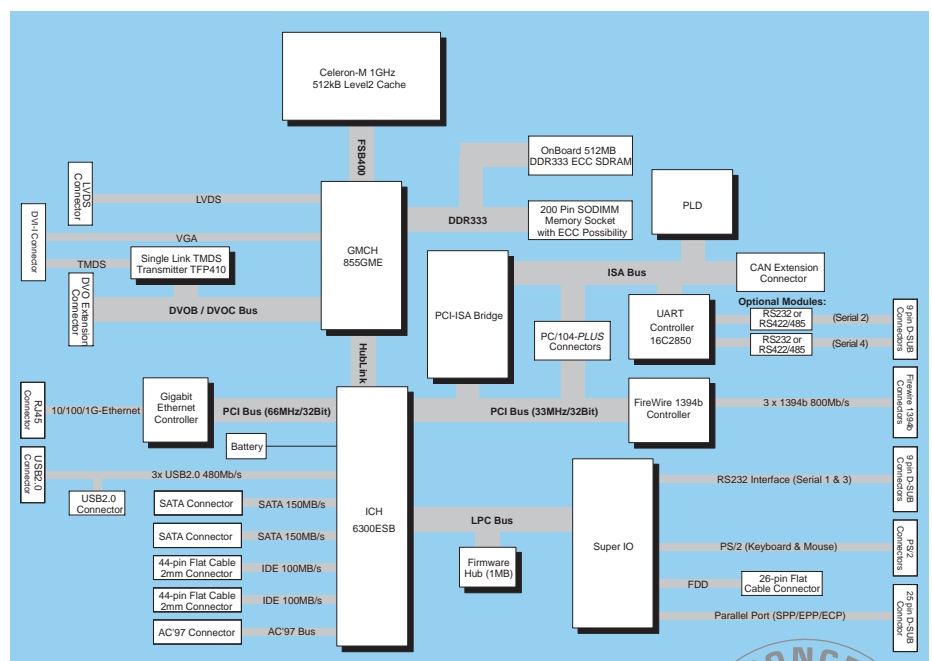 Celeron-M 1GHz
512kB Level2 Cache
FSB400
OnBoard 512MB
DDR333 ECC SDRAM
LVDS
Connector
LVDS
DDR333
200 Pin SODIMM
Memory Socket
with ECC Possibility
PLD
DVI-I Connector
VGA
GMCH
855GME
TMDS
Single Link TMDS
Transmitter TFP410
DVO Extension
Connector
DVOB / DVOC Bus
PCI-ISA Bridge
ISA Bus
CAN Extension
Connector
Optional Modules:
UART
Controller
16C2850
RS232 or
RS422/485
(Serial 2)
RS232 or
RS422/485
(Serial 4)
9 pin D-SUB
Connectors
PC/104-PLUS
Connectors
HubLink
RJ45
Connector
10/100/1G-Ethernet
Gigabit
Ethernet
Controller
PCI Bus (66MHz/32Bit)
PCI Bus (33MHz/32Bit)
FireWire 1394b
Controller
3 x 1394b 800Mb/s
Firewire 1394b
Connectors
Battery
USB2.0
Connector
3x USB2.0 480Mb/s
USB2.0
Connector
ICH
6300ESB
SATA Connector
SATA 150MB/s
SATA Connector
SATA 150MB/s
44-pin Flat Cable
2mm Connector
IDE 100MB/s
44-pin Flat Cable
2mm Connector
IDE 100MB/s
AC'97 Connector
AC'97 Bus
LPC Bus
Firmware
Hub (1MB)
Super IO
RS232 Interface (Serial 1 & 3)
9 pin D-SUB
Connectors
PS/2 (Keyboard & Mouse)
PS/2
Connectors
FDD
26-pin Flat
Cable Connector
Parallel Port (SPP/EPP/ECP)
25 pin D-SUB
Connctor